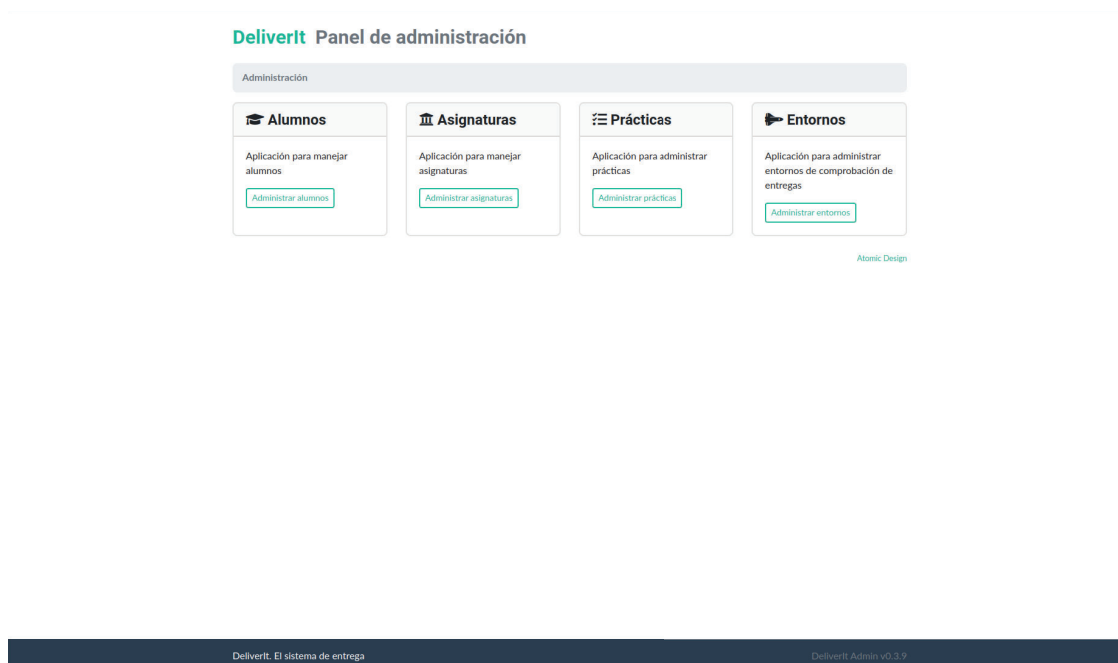 DeliverIt Panel de administración
Administración
Alumnos
Aplicación para manejar
alumnos
Administrar alumnos
Asignaturas
Aplicación para manejar
asignaturas
Administrar asignaturas
Prácticas
Aplicación para administrar
prácticas
Administrar prácticas
Entornos
Aplicación para administrar
entornos de comprobación de
entregas
Administrar entornos
Atomic Design
DeliverIt. El sistema de entrega
DeliverIt Admin v0.3.9